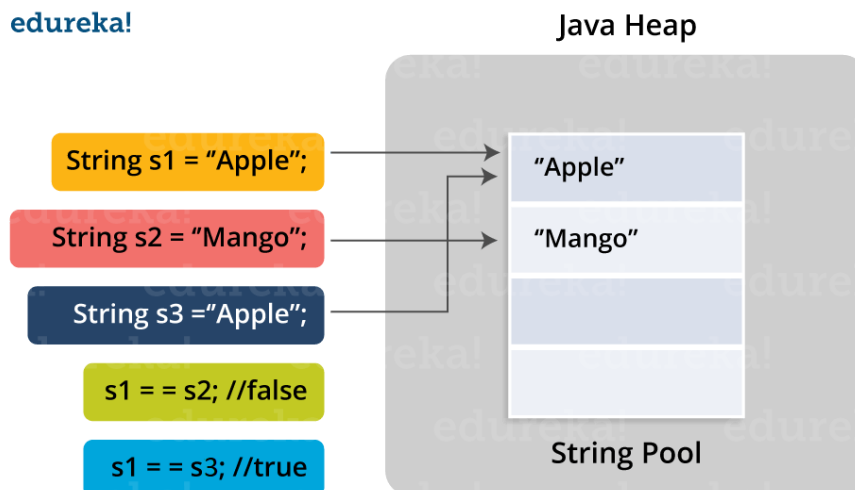 edureka!
Java Heap
String s1 = “Apple”;
String s2 = “Mango”;
String s3 =“Apple”;
s1 = = s2; //false
s1 = = s3; //true
“Apple”
“Mango”
String Pool